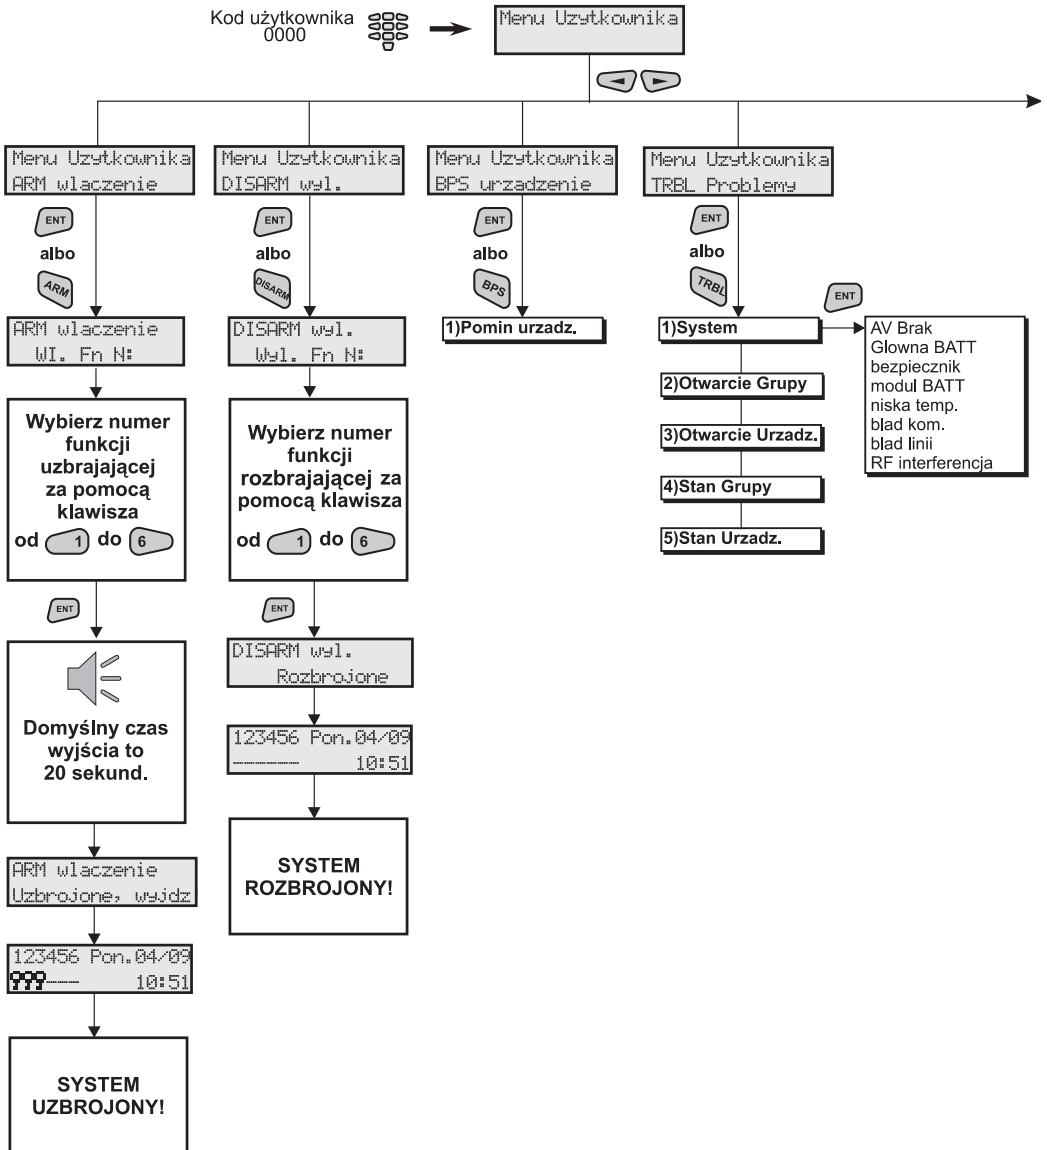 Kod użytkownika
0000
Menu Uzytkownika
Menu Uzytkownika
ARM wlaczenie
ENT
albo
ARM
ARM wlaczenie
WI. Fn N:
Wybierz numer
funkcji
uzbrajającej
za pomocą
klawisza
od 1 do 6
ENT
Domyślny czas
wyjścia to
20 sekund.
ARM wlaczenie
Uzbrojone, wyjdz
123456 Pon.04/09
--- 10:51
SYSTEM
UZBROJONY!
Menu Uzytkownika
DISARM wyl.
ENT
albo
DISARM
DISARM wyl.
Wyl. Fn N:
Wybierz numer
funkcji
rozbrajającej za
pomocą klawisza
od 1 do 6
ENT
DISARM wyl.
Rozbrojone
123456 Pon.04/09
------ 10:51
SYSTEM
ROZBROJONY!
Menu Uzytkownika
BPS urzadzenie
ENT
albo
BPS
1)Pomin urzadz.
Menu Uzytkownika
TRBL Problemy
ENT
albo
TRBL
1)System
2)Otwarcie Grupy
3)Otwarcie Urzadz.
4)Stan Grupy
5)Stan Urzadz.
ENT
AV Brak
Glowna BATT
bezpiecznik
modul BATT
niska temp.
blad kom.
blad linii
RF interferencja